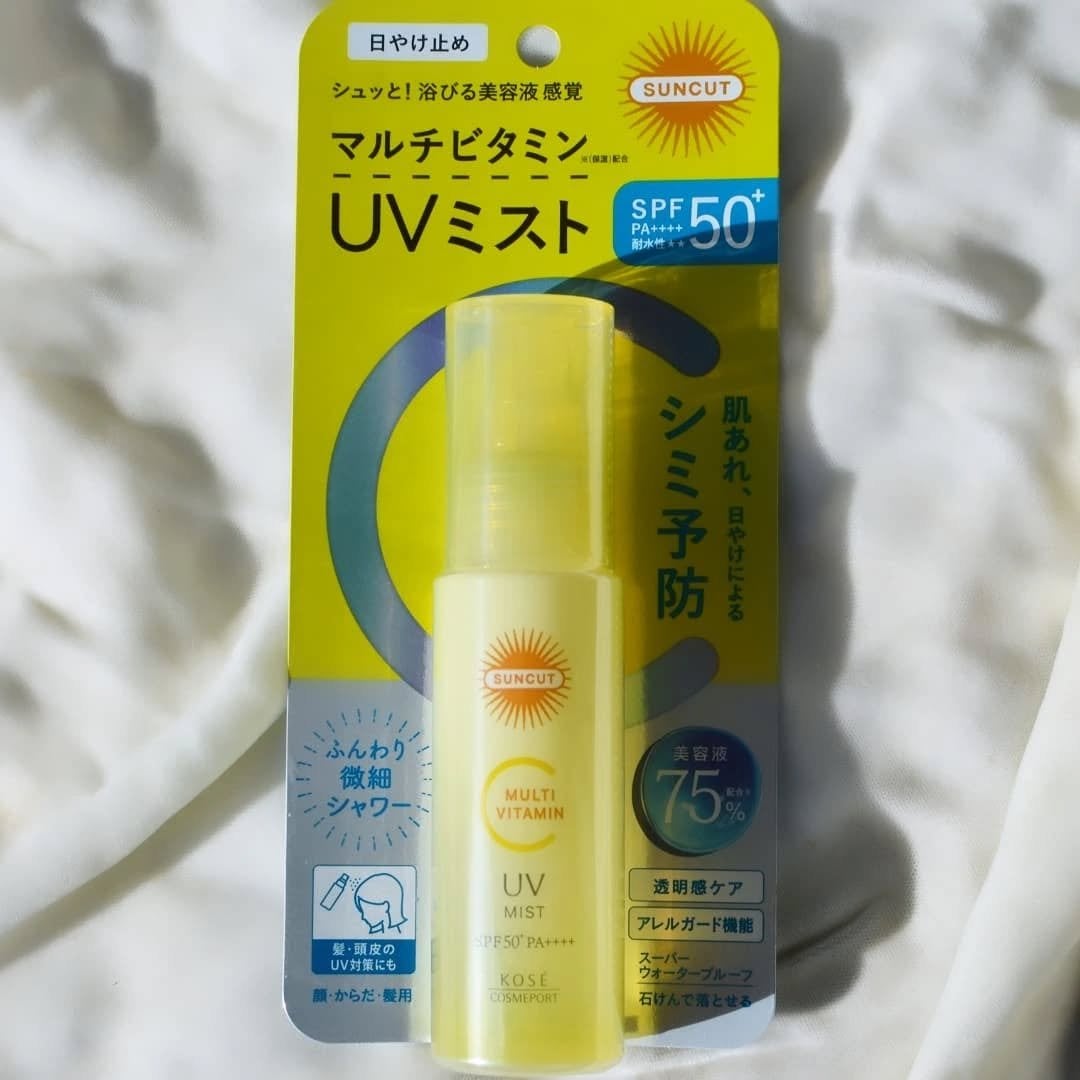 日やけ止め
SUNCUT
シュッと!浴びる美容液感覚
マルチビタミン
※(保湿)配合
UVミスト
SPF 50+
PA++++
耐水性★★
肌あれ、日やけによる
シミ予防
SUNCUT
MULTI
VITAMIN
UV
MIST
SPF50+ PA++++
KOSÉ
COSMEPORT
ふんわり
微細
シャワー
髪・頭皮の
UV対策にも
顔・からだ・髪用
美容液
75%
配合※
透明感ケア
アレルガード機能
スーパー
ウォータープルーフ
石けんで落とせる